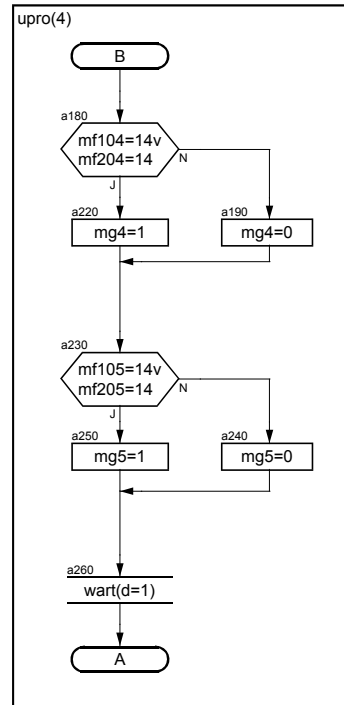 upro(4)
B
a180
mf104=14v
mf204=14
N
J
a220
mg4=1
a190
mg4=0
a230
mf105=14v
mf205=14
N
J
a250
mg5=1
a240
mg5=0
a260
wart(d=1)
A